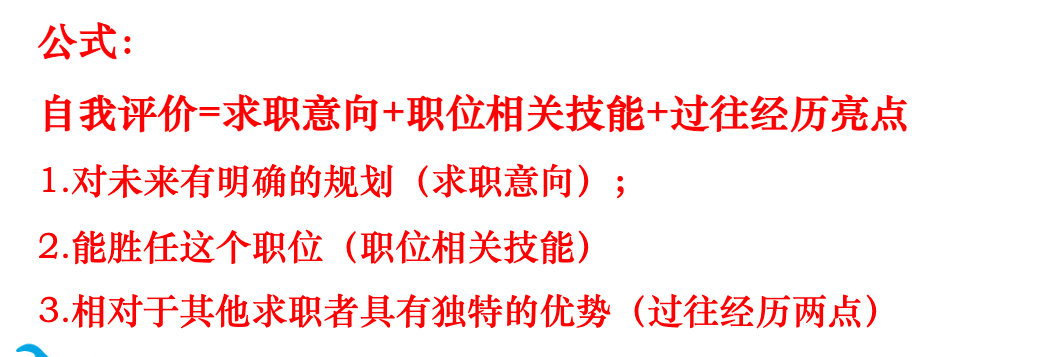 公式：
自我评价=求职意向+职位相关技能+过往经历亮点
1.对未来有明确的规划（求职意向）；
2.能胜任这个职位（职位相关技能）
3.相对于其他求职者具有独特的优势（过往经历两点）